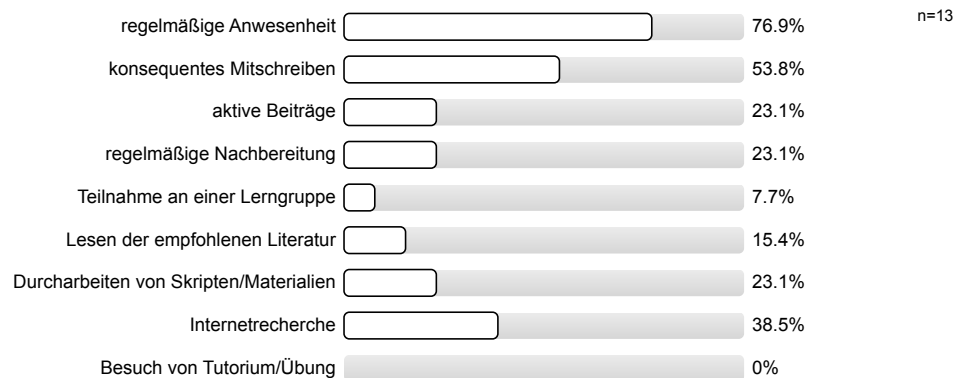 regelmäßige Anwesenheit 76.9% n=13
konsequentes Mitschreiben 53.8%
aktive Beiträge 23.1%
regelmäßige Nachbereitung 23.1%
Teilnahme an einer Lerngruppe 7.7%
Lesen der empfohlenen Literatur 15.4%
Durcharbeiten von Skripten/Materialien 23.1%
Internetrecherche 38.5%
Besuch von Tutorium/Übung 0%